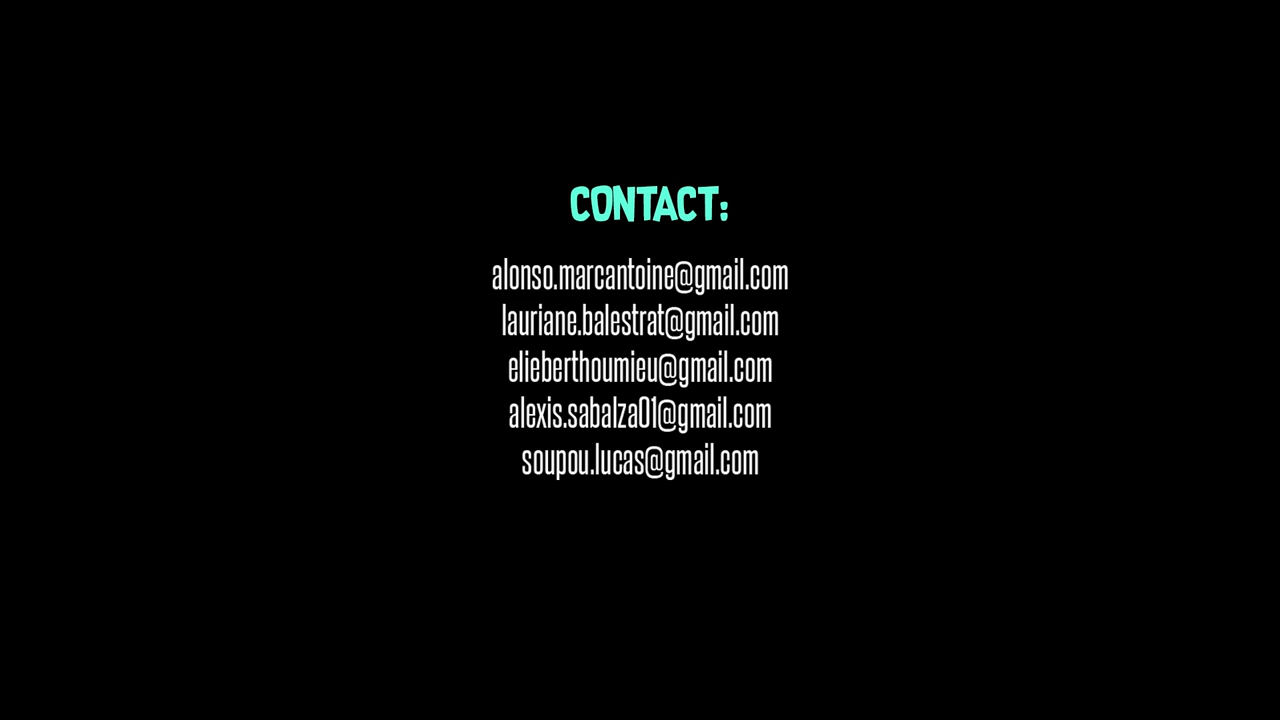 CONTACT:
alonso.marcantoine@gmail.com
lauriane.balestrat@gmail.com
elieberthoumieu@gmail.com
alexis.sabalza01@gmail.com
soupou.lucas@gmail.com